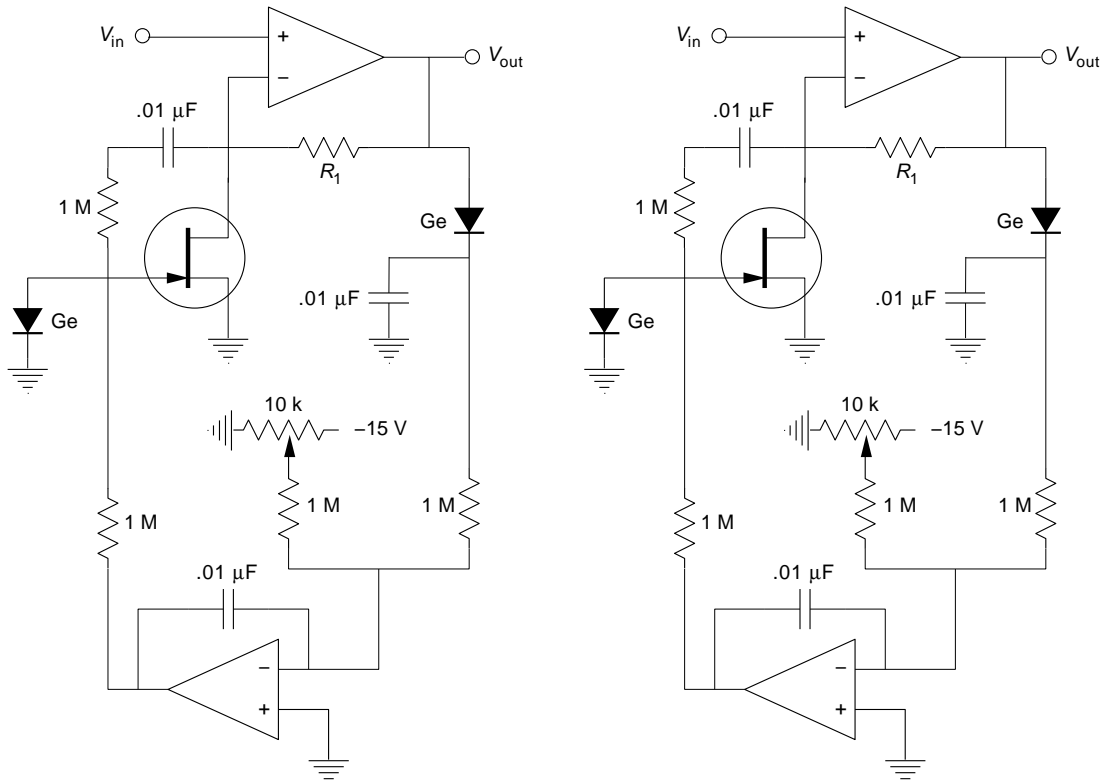 Vin
+
−
Vout
.01 μF
R1
1 M
Ge
.01 μF
Ge
10 k
−15 V
1 M
1 M
1 M
.01 μF
−
+
Vin
+
−
Vout
.01 μF
R1
1 M
Ge
.01 μF
Ge
10 k
−15 V
1 M
1 M
1 M
.01 μF
−
+